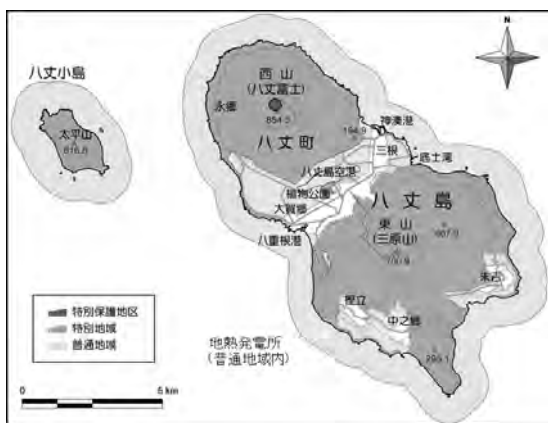 N
八丈小島
太平山
616.8
西山
(八丈富士)
854.3
永郷
八丈町
神湊港
三根
底土湾
八丈島空港
植物公園
大賀郷
八重根港
八丈島
東山
(三原山)
末吉
樫立
中之郷
地熱発電所
(普通地域内)
特別保護地区
特別地域
普通地域
0
5 km